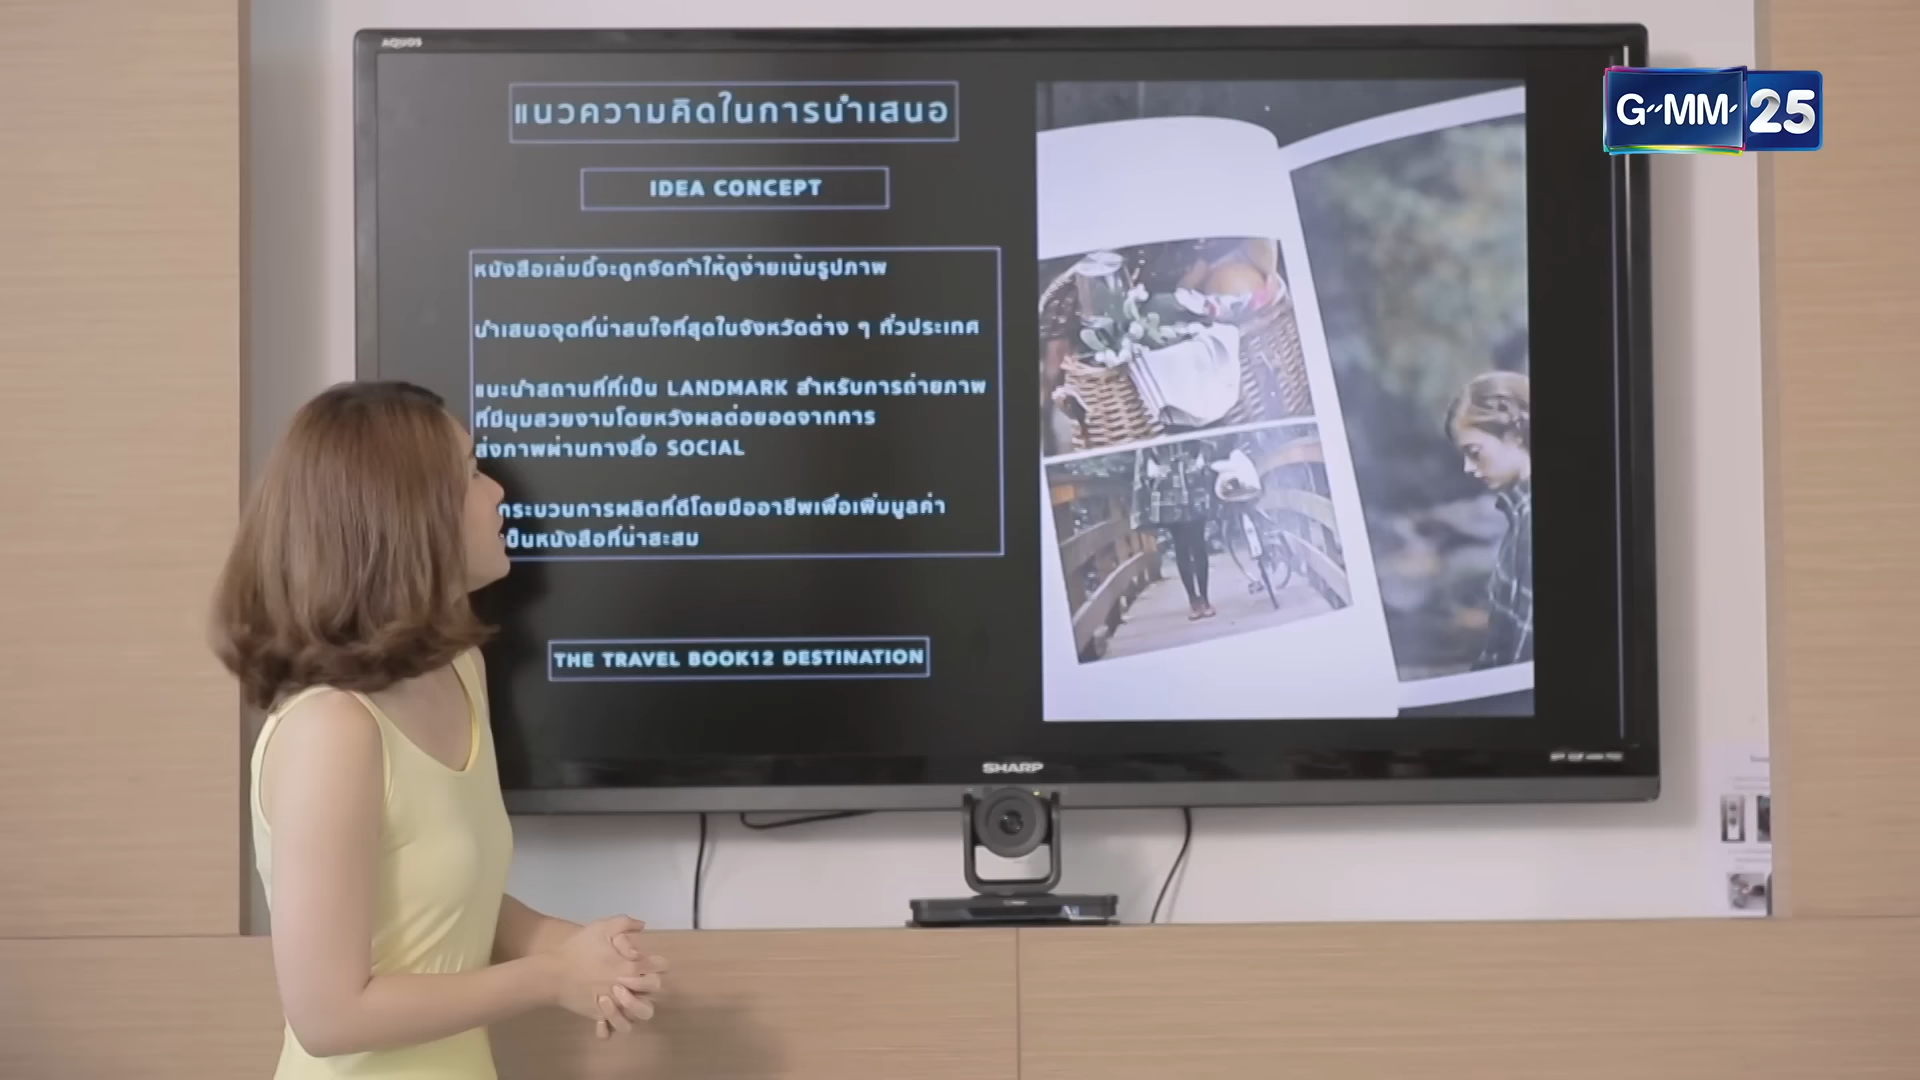 AQUOS
G"MM' 25
แนวความคิดในการนำเสนอ
IDEA CONCEPT
หนังสือเล่มนี้จะถูกจัดทำให้ดูง่ายเน้นรูปภาพ
นำเสนอจุดที่น่าสนใจที่สุดในจังหวัดต่าง ๆ ทั่วประเทศ
แนะนำสถานที่ที่เป็น LANDMARK สำหรับการถ่ายภาพ
ที่มีมุมสวยงามโดยหวังผลต่อยอดจากการ
ส่งภาพผ่านทางสื่อ SOCIAL
กระบวนการผลิตที่ดีโดยมืออาชีพเพื่อเพิ่มมูลค่า
เป็นหนังสือที่น่าสะสม
THE TRAVEL BOOK12 DESTINATION
SHARP